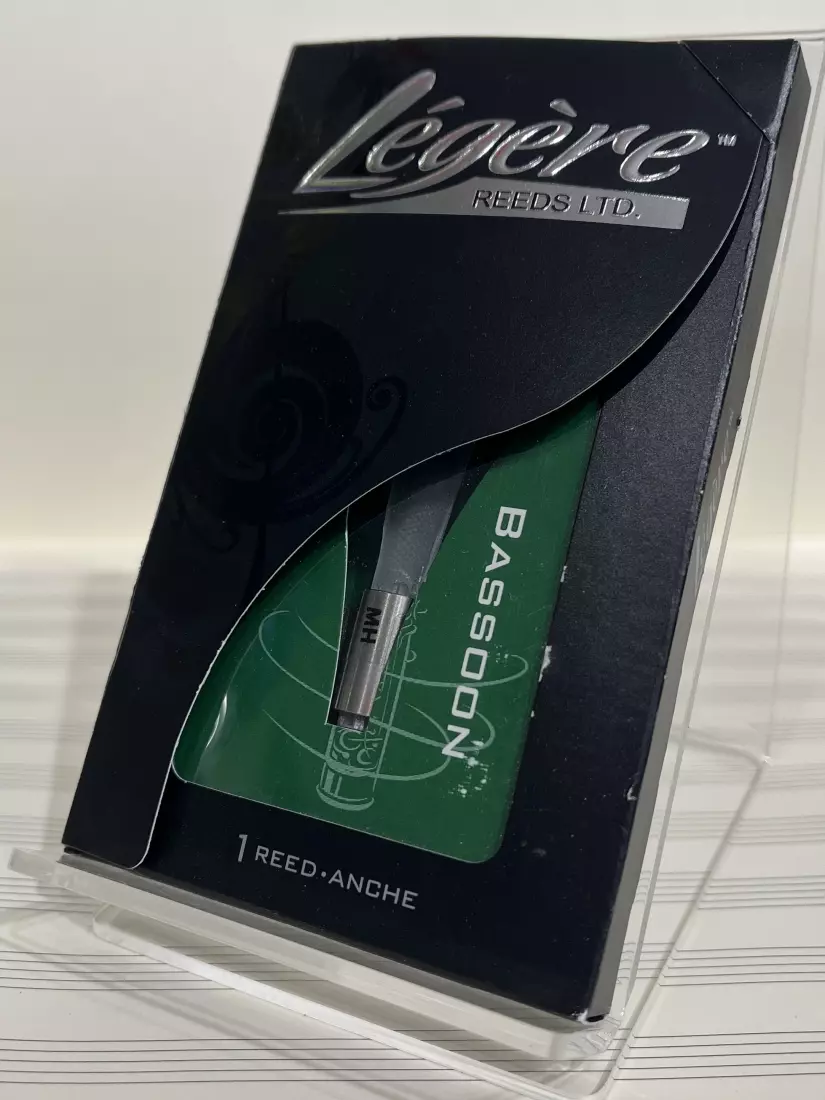 Légère™
REEDS LTD.
BASSOON
MH
1 REED•ANCHE